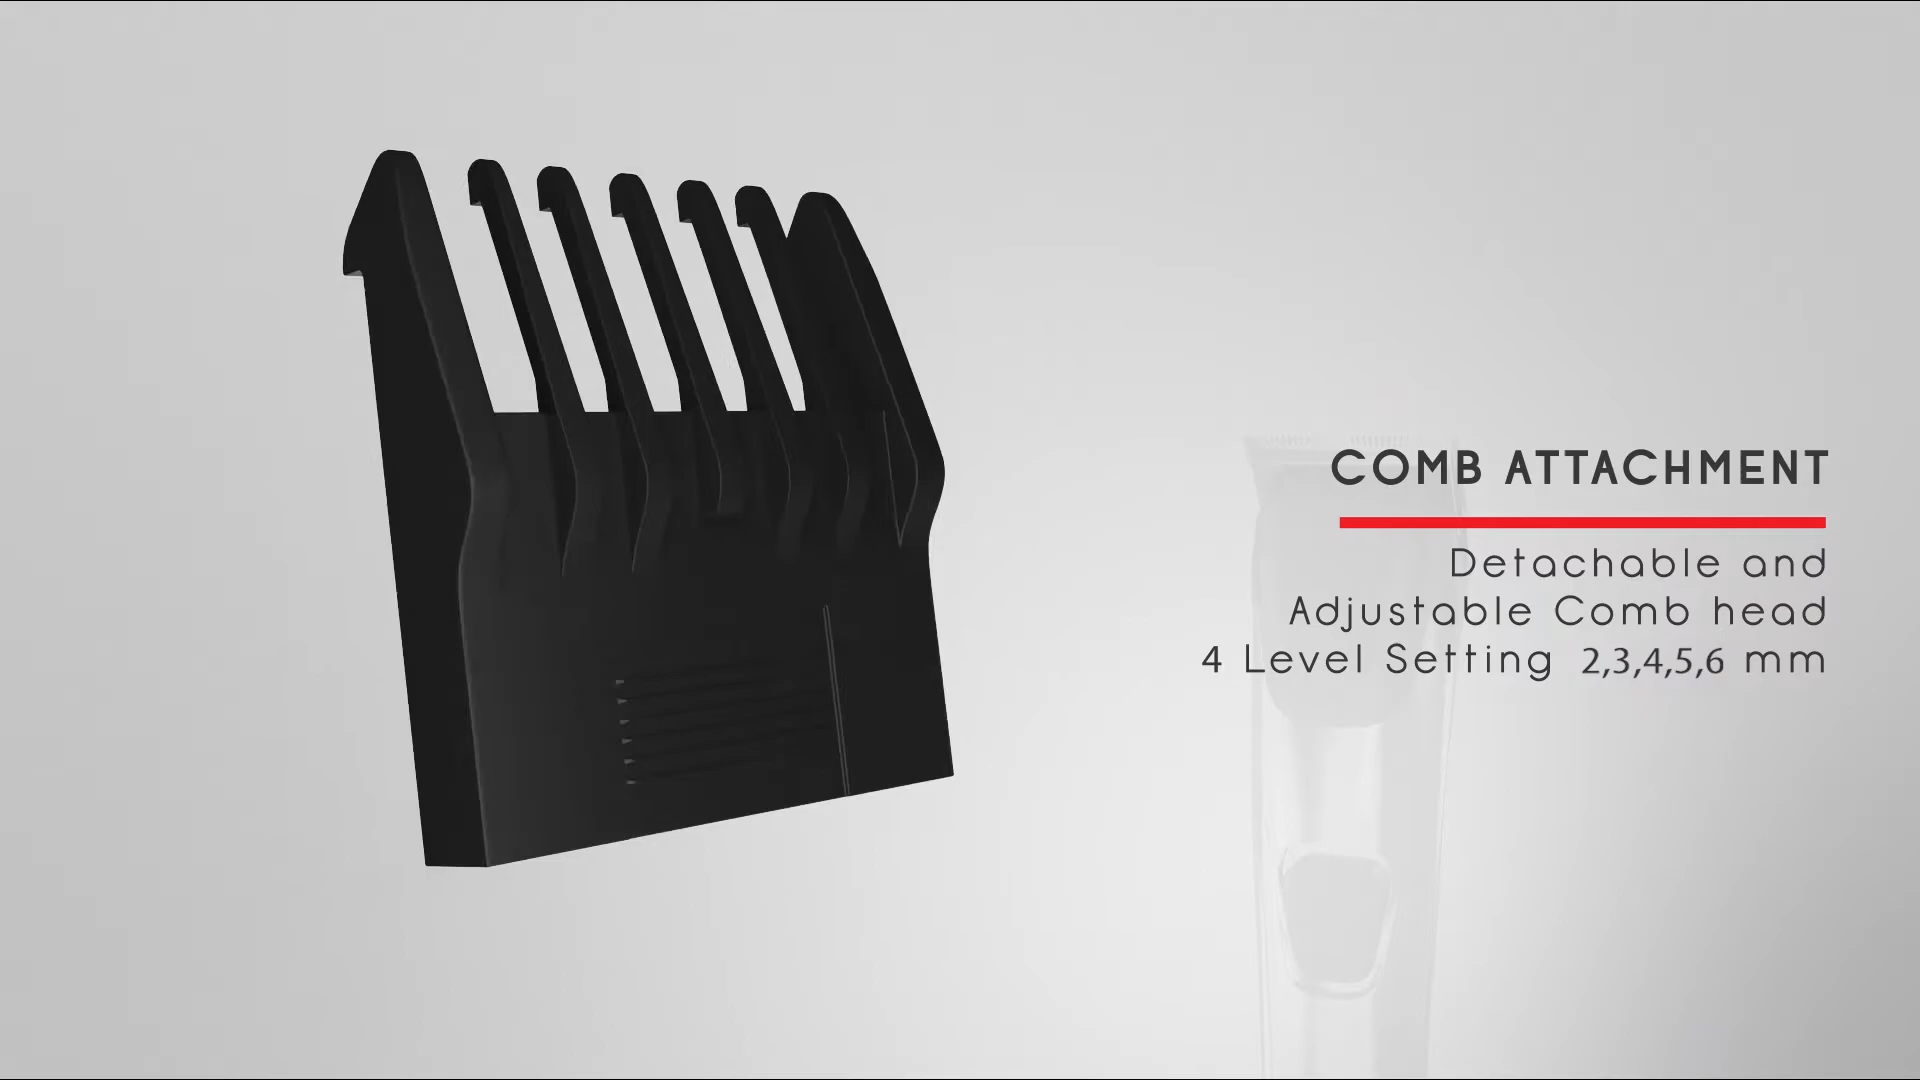 COMB ATTACHMENT
Detachable and
Adjustable Comb head
4 Level Setting 2,3,4,5,6 mm